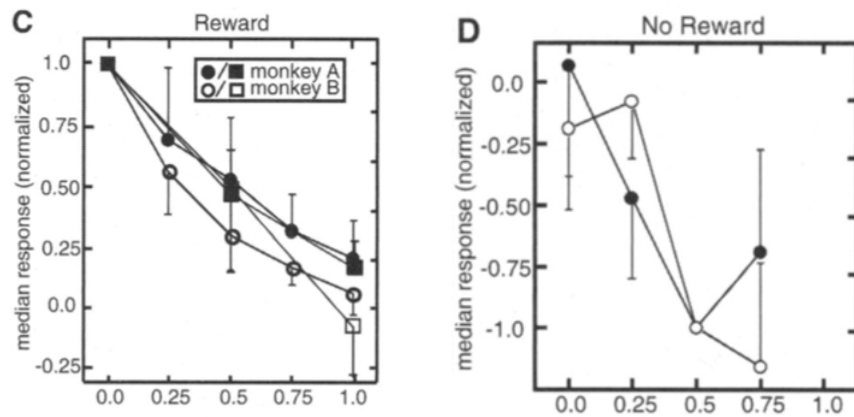 C
Reward
1.0
0.75
0.50
0.25
0.0
-0.25
median response (normalized)
●/■ monkey A
○/□ monkey B
0.0 0.25 0.5 0.75 1.0
D
No Reward
0.0
-0.25
-0.50
-0.75
-1.0
median response (normalized)
0.0 0.25 0.5 0.75 1.0